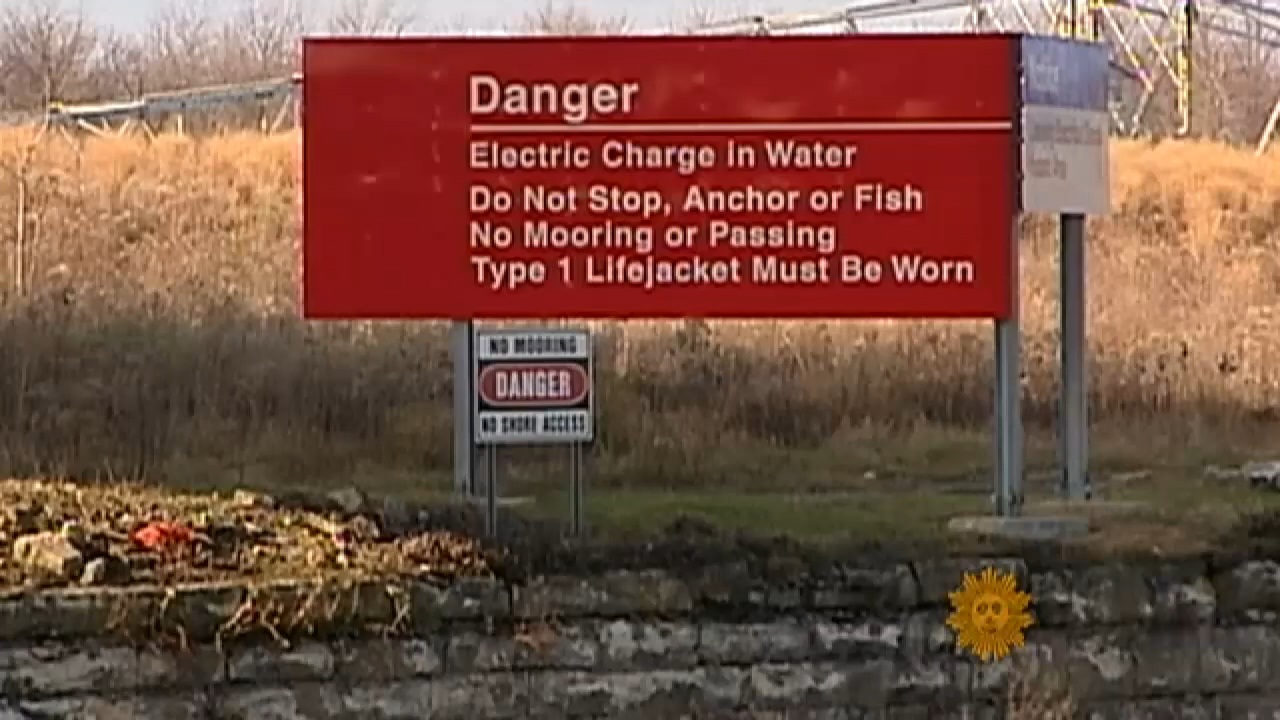 Danger
Electric Charge in Water
Do Not Stop, Anchor or Fish
No Mooring or Passing
Type 1 Lifejacket Must Be Worn
NO MOORING
DANGER
NO SHORE ACCESS